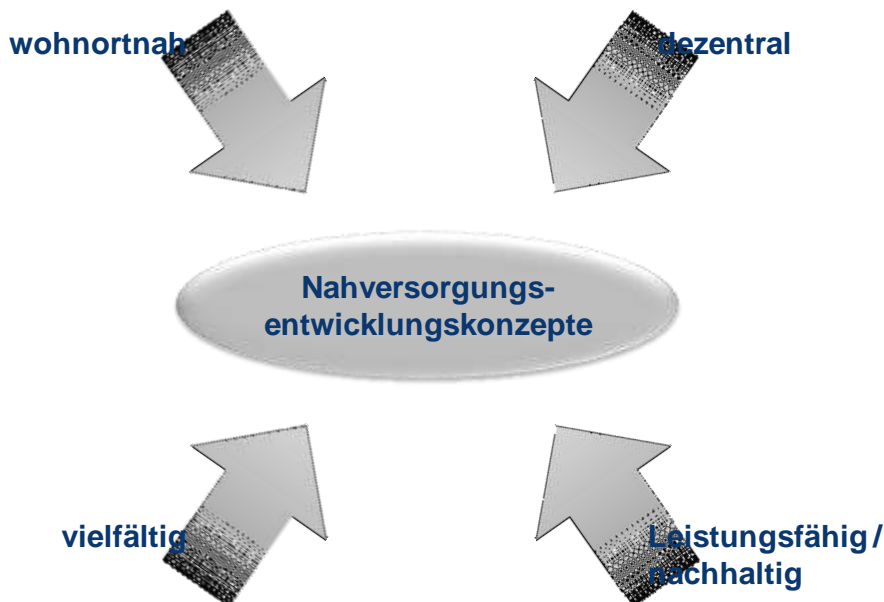 wohnortnah
dezentral
Nahversorgungs-
entwicklungskonzepte
vielfältig
Leistungsfähig /
nachhaltig